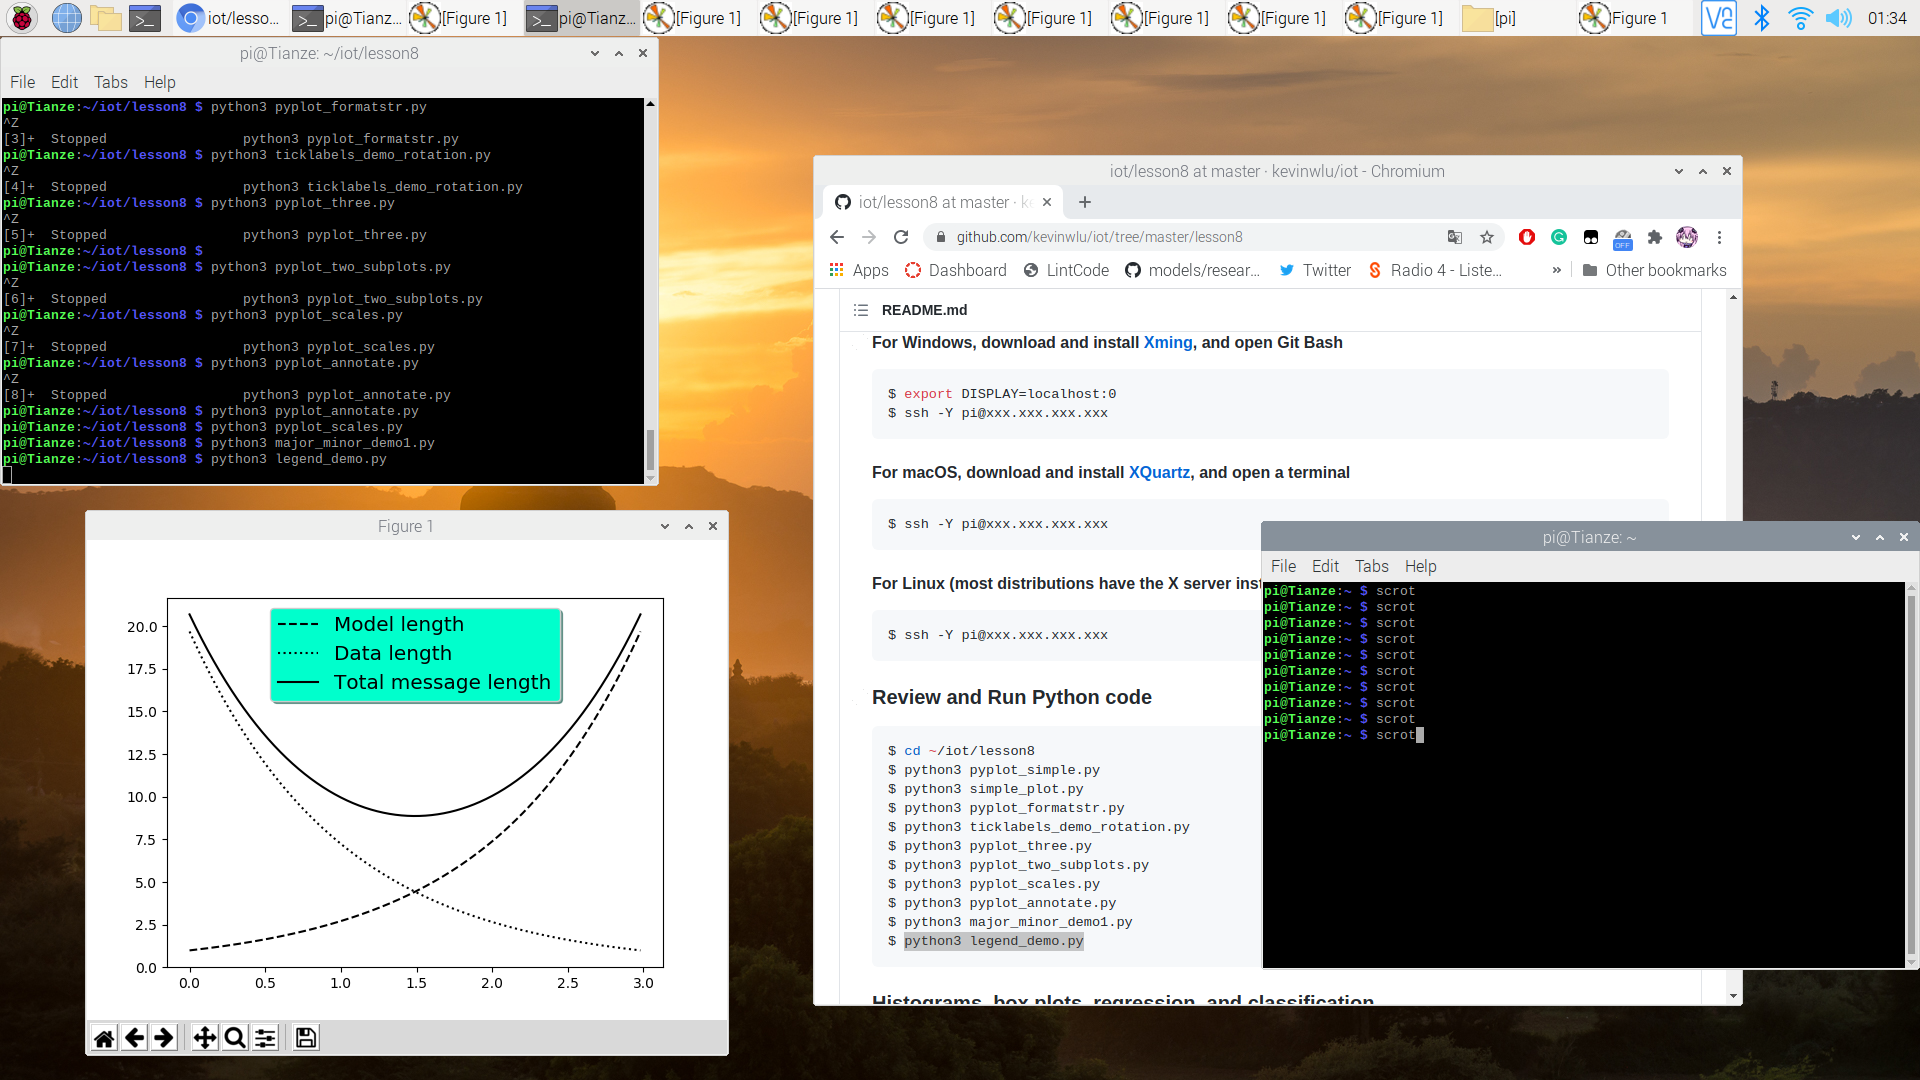 iot/lesso...
pi@Tianz...
[Figure 1]
pi@Tianz...
[Figure 1]
[Figure 1]
[Figure 1]
[Figure 1]
[Figure 1]
[Figure 1]
[Figure 1]
[pi]
Figure 1
01:34
pi@Tianze: ~/iot/lesson8
File Edit Tabs Help
pi@Tianze:~/iot/lesson8 $ python3 pyplot_formatstr.py
^Z
[3]+  Stopped                 python3 pyplot_formatstr.py
pi@Tianze:~/iot/lesson8 $ python3 ticklabels_demo_rotation.py
^Z
[4]+  Stopped                 python3 ticklabels_demo_rotation.py
pi@Tianze:~/iot/lesson8 $ python3 pyplot_three.py
^Z
[5]+  Stopped                 python3 pyplot_three.py
pi@Tianze:~/iot/lesson8 $
pi@Tianze:~/iot/lesson8 $ python3 pyplot_two_subplots.py
^Z
[6]+  Stopped                 python3 pyplot_two_subplots.py
pi@Tianze:~/iot/lesson8 $ python3 pyplot_scales.py
^Z
[7]+  Stopped                 python3 pyplot_scales.py
pi@Tianze:~/iot/lesson8 $ python3 pyplot_annotate.py
^Z
[8]+  Stopped                 python3 pyplot_annotate.py
pi@Tianze:~/iot/lesson8 $ python3 pyplot_annotate.py
pi@Tianze:~/iot/lesson8 $ python3 pyplot_scales.py
pi@Tianze:~/iot/lesson8 $ python3 major_minor_demo1.py
pi@Tianze:~/iot/lesson8 $ python3 legend_demo.py
Figure 1
Model length
Data length
Total message length
20.0
17.5
15.0
12.5
10.0
7.5
5.0
2.5
0.0
0.0 0.5 1.0 1.5 2.0 2.5 3.0
iot/lesson8 at master · kevinwlu/iot - Chromium
iot/lesson8 at master · ke
github.com/kevinwlu/iot/tree/master/lesson8
OFF
Apps Dashboard LintCode models/resear... Twitter Radio 4 - Liste... » Other bookmarks
README.md
For Windows, download and install Xming, and open Git Bash
$ export DISPLAY=localhost:0
$ ssh -Y pi@xxx.xxx.xxx.xxx
For macOS, download and install XQuartz, and open a terminal
$ ssh -Y pi@xxx.xxx.xxx.xxx
For Linux (most distributions have the X server inst
$ ssh -Y pi@xxx.xxx.xxx.xxx
Review and Run Python code
$ cd ~/iot/lesson8
$ python3 pyplot_simple.py
$ python3 simple_plot.py
$ python3 pyplot_formatstr.py
$ python3 ticklabels_demo_rotation.py
$ python3 pyplot_three.py
$ python3 pyplot_two_subplots.py
$ python3 pyplot_scales.py
$ python3 pyplot_annotate.py
$ python3 major_minor_demo1.py
$ python3 legend_demo.py
Histograms, box plots, regression, and classification
pi@Tianze: ~
File Edit Tabs Help
pi@Tianze:~ $ scrot
pi@Tianze:~ $ scrot
pi@Tianze:~ $ scrot
pi@Tianze:~ $ scrot
pi@Tianze:~ $ scrot
pi@Tianze:~ $ scrot
pi@Tianze:~ $ scrot
pi@Tianze:~ $ scrot
pi@Tianze:~ $ scrot
pi@Tianze:~ $ scrot